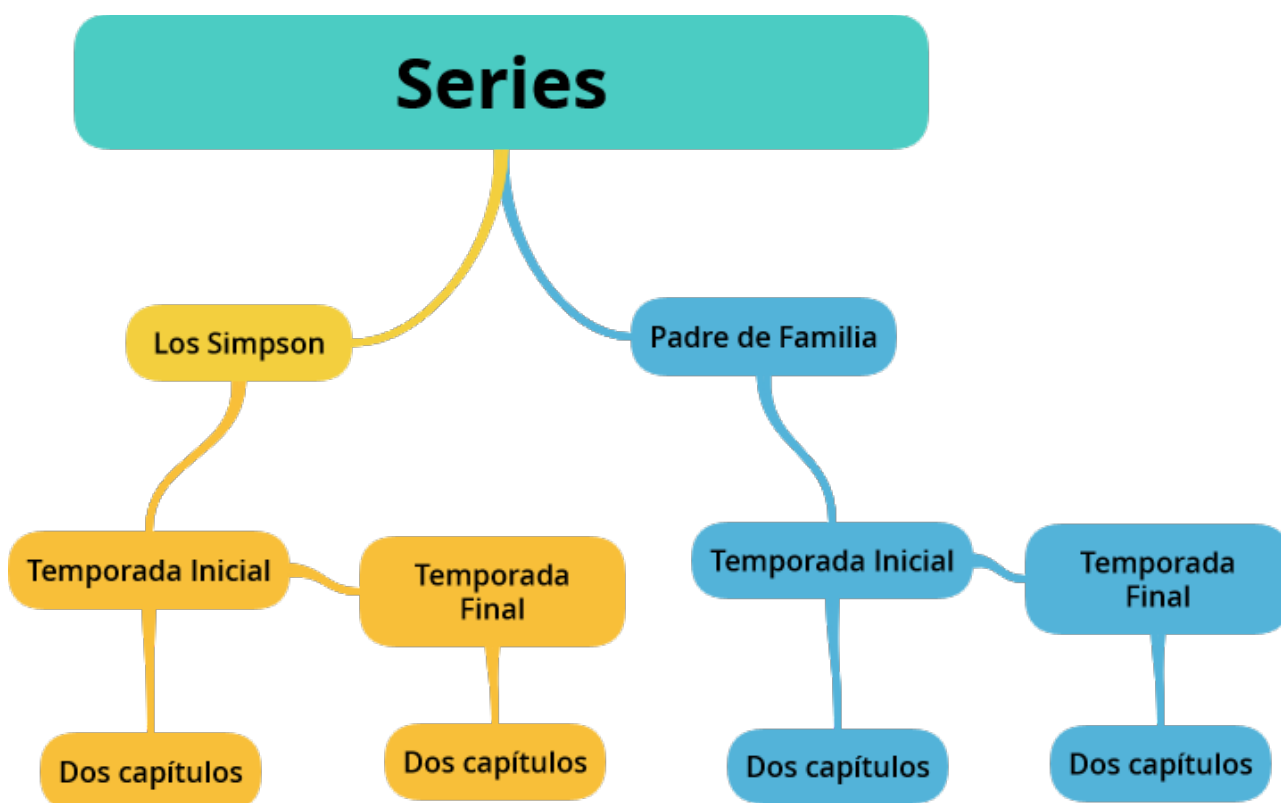 Series
Los Simpson
Padre de Familia
Temporada Inicial
Temporada
Final
Temporada Inicial
Temporada
Final
Dos capítulos
Dos capítulos
Dos capítulos
Dos capítulos